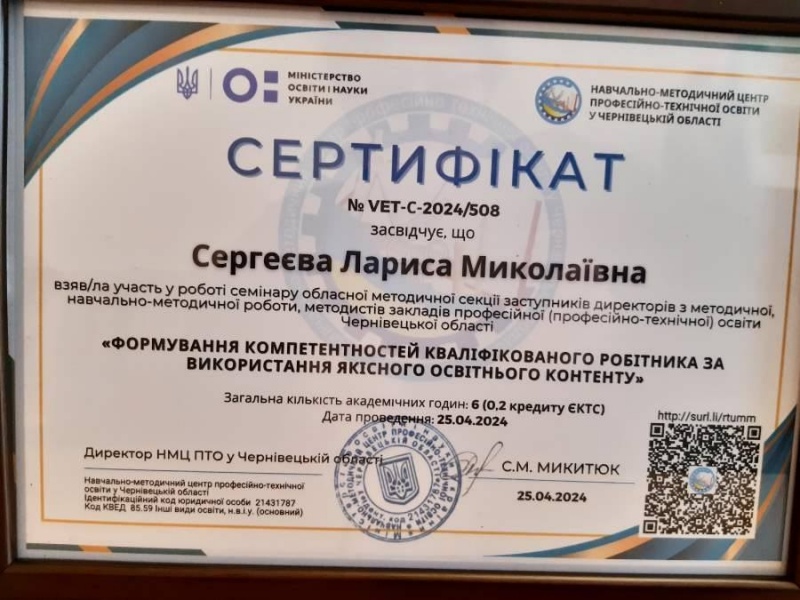 МІНІСТЕРСТВО
ОСВІТИ І НАУКИ
УКРАЇНИ
НАВЧАЛЬНО-МЕТОДИЧНИЙ ЦЕНТР
ПРОФЕСІЙНО-ТЕХНІЧНОЇ ОСВІТИ
У ЧЕРНІВЕЦЬКІЙ ОБЛАСТІ
СЕРТИФІКАТ
№ VET-C-2024/508
засвідчує, що
Сергеєва Лариса Миколаївна
взяв/ла участь у роботі семінару обласної методичної секції заступників директорів з методичної,
навчально-методичної роботи, методистів закладів професійної (професійно-технічної) освіти
Чернівецької області
«ФОРМУВАННЯ КОМПЕТЕНТНОСТЕЙ КВАЛІФІКОВАНОГО РОБІТНИКА ЗА
ВИКОРИСТАННЯ ЯКІСНОГО ОСВІТНЬОГО КОНТЕНТУ»
Загальна кількість академічних годин: 6 (0,2 кредиту ЄКТС)
Дата проведення: 25.04.2024
http://surl.li/rtumm
Директор НМЦ ПТО у Чернівецькій області
С.М. МИКИТЮК
25.04.2024
Навчально-методичний центр професійно-технічної
освіти у Чернівецькій області
Ідентифікаційний код юридичної особи 21431787
Код КВЕД 85.59 Інші види освіти, н.в.і.у. (основний)